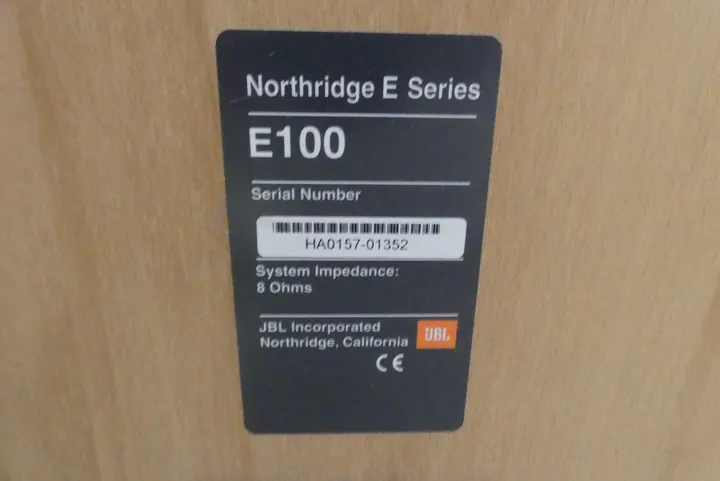 Northridge E Series
E100
Serial Number
HA0157-01352
System Impedance:
8 Ohms
JBL Incorporated
Northridge, California
JBL
CE